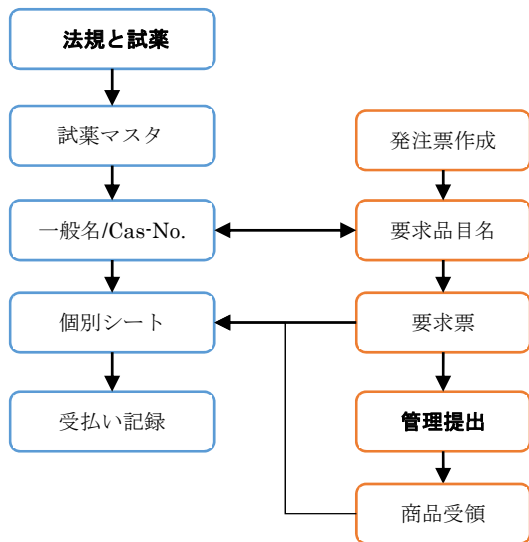 法規と試薬
試薬マスタ
一般名/Cas-No.
個別シート
受払い記録
発注票作成
要求品目名
要求票
管理提出
商品受領